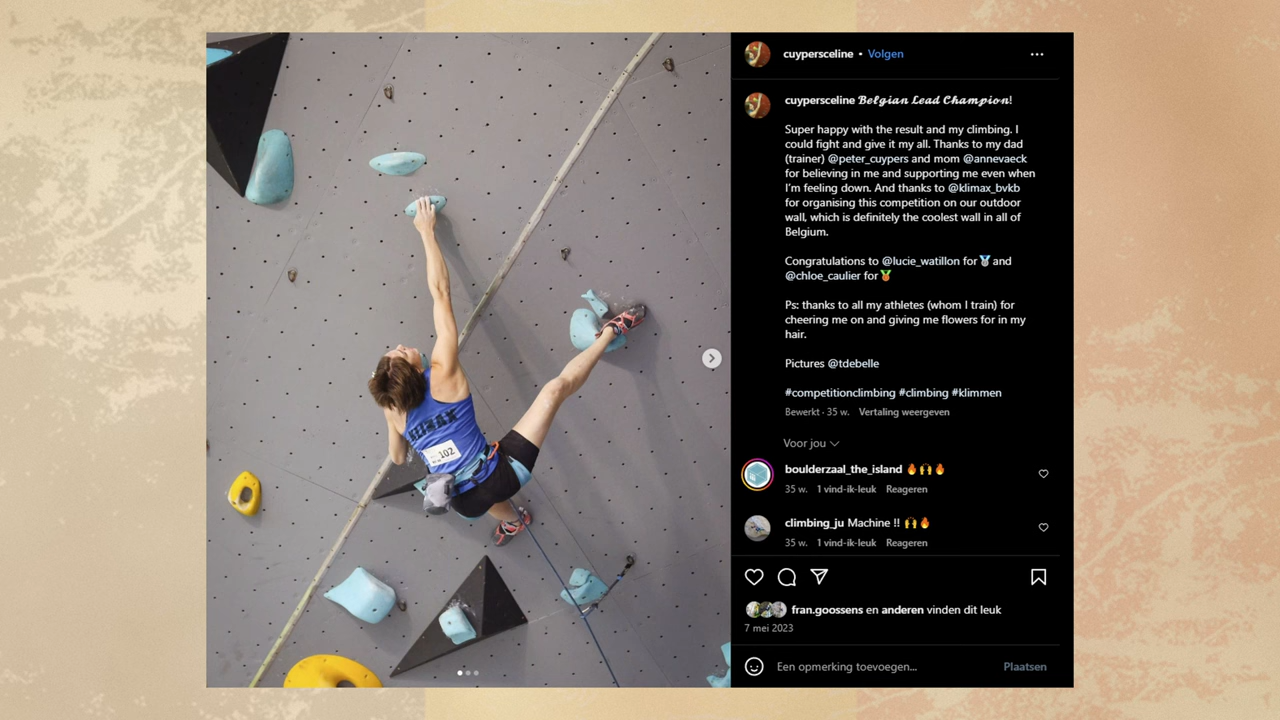 KLIMAX
102
cuypersceline • Volgen
cuypersceline 𝓑𝓮𝓵𝓰𝓲𝓪𝓷 𝓛𝓮𝓪𝓭 𝓒𝓱𝓪𝓶𝓹𝓲𝓸𝓷!
Super happy with the result and my climbing. I
could fight and give it my all. Thanks to my dad
(trainer) @peter_cuypers and mom @annevaeck
for believing in me and supporting me even when
I'm feeling down. And thanks to @klimax_bvkb
for organising this competition on our outdoor
wall, which is definitely the coolest wall in all of
Belgium.
Congratulations to @lucie_watillon for🥈and
@chloe_caulier for🥉
Ps: thanks to all my athletes (whom I train) for
cheering me on and giving me flowers for in my
hair.
Pictures @tdebelle
#competitionclimbing #climbing #klimmen
Bewerkt · 35 w. Vertaling weergeven
Voor jou
boulderzaal_the_island 🔥🙌🔥
35 w. 1 vind-ik-leuk Reageren
climbing_ju Machine !! 🙌🔥
35 w. 1 vind-ik-leuk Reageren
fran.goossens en anderen vinden dit leuk
7 mei 2023
Een opmerking toevoegen... Plaatsen